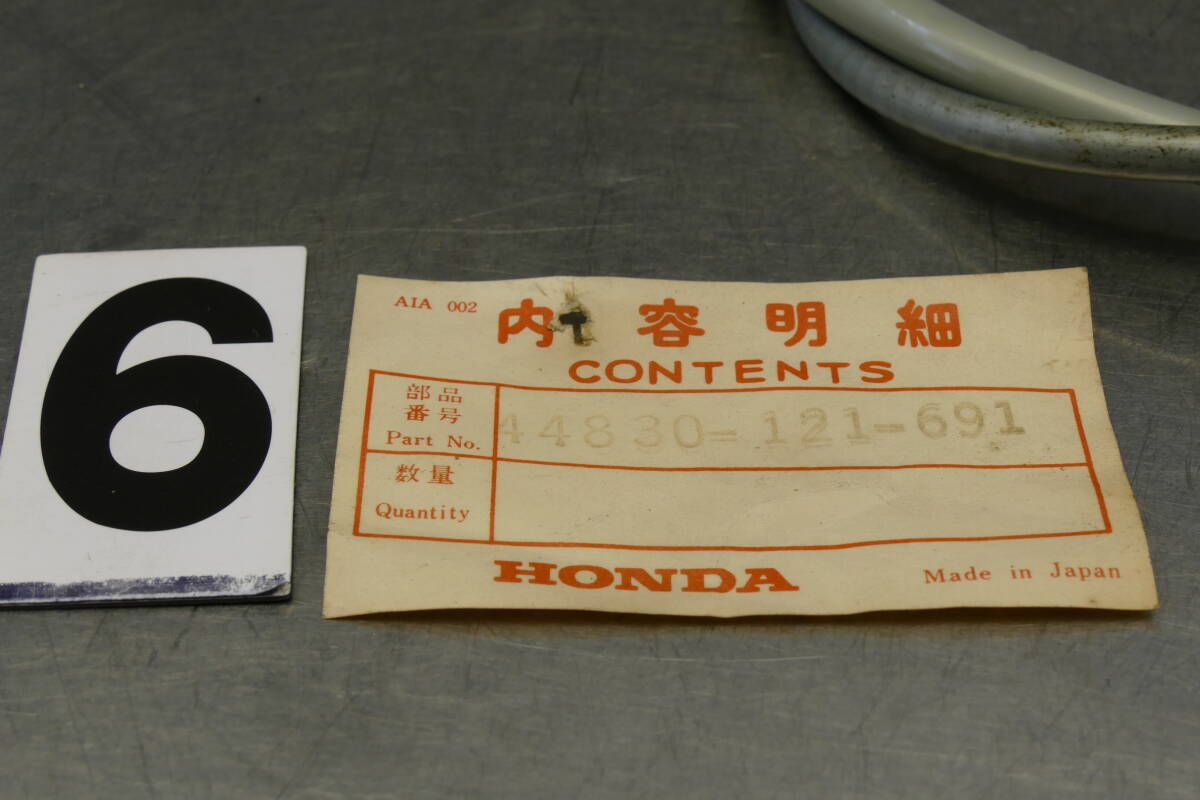 6
AIA 002
内容明細
CONTENTS
部品
番号
Part No.
44830-121-691
数量
Quantity
HONDA
Made in Japan